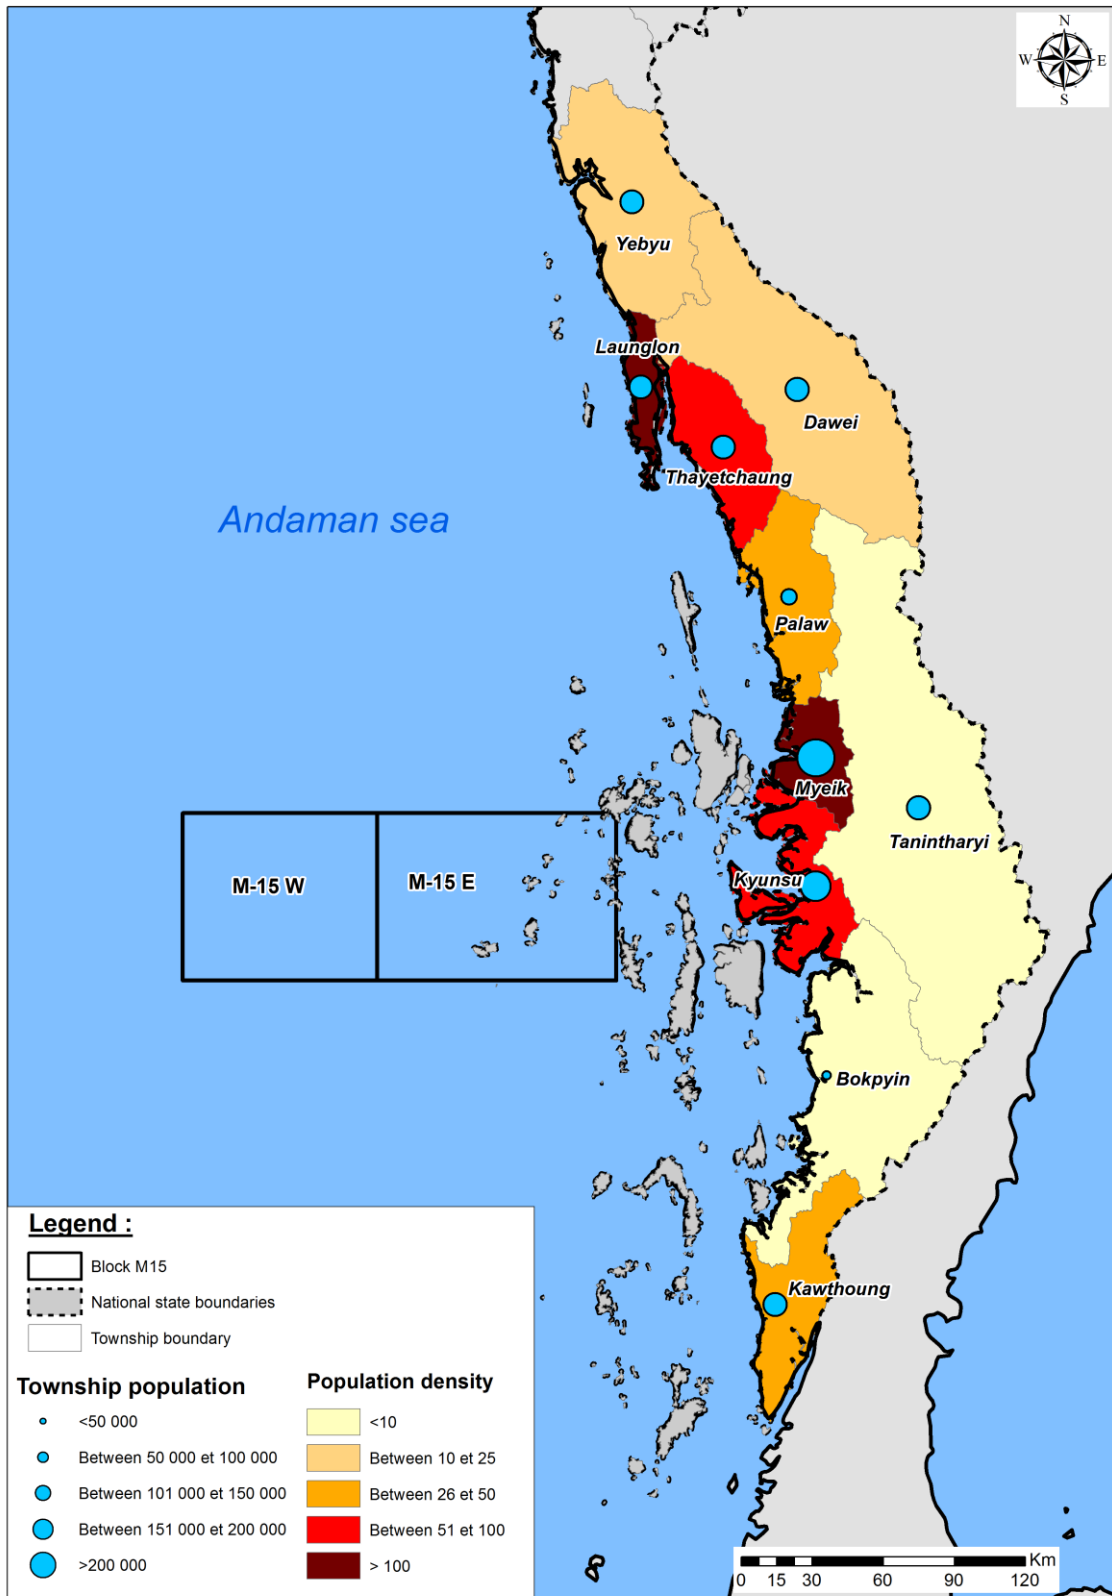 N
W E
S
Yebyu
Launglon
Dawei
Thayetchaung
Andaman sea
Palaw
Myeik
Tanintharyi
Kyunsu
M-15 W
M-15 E
Bokpyin
Kawthoung
Legend :
Block M15
National state boundaries
Township boundary
Township population
<50 000
Between 50 000 et 100 000
Between 101 000 et 150 000
Between 151 000 et 200 000
>200 000
Population density
<10
Between 10 et 25
Between 26 et 50
Between 51 et 100
> 100
Km
0 15 30 60 90 120